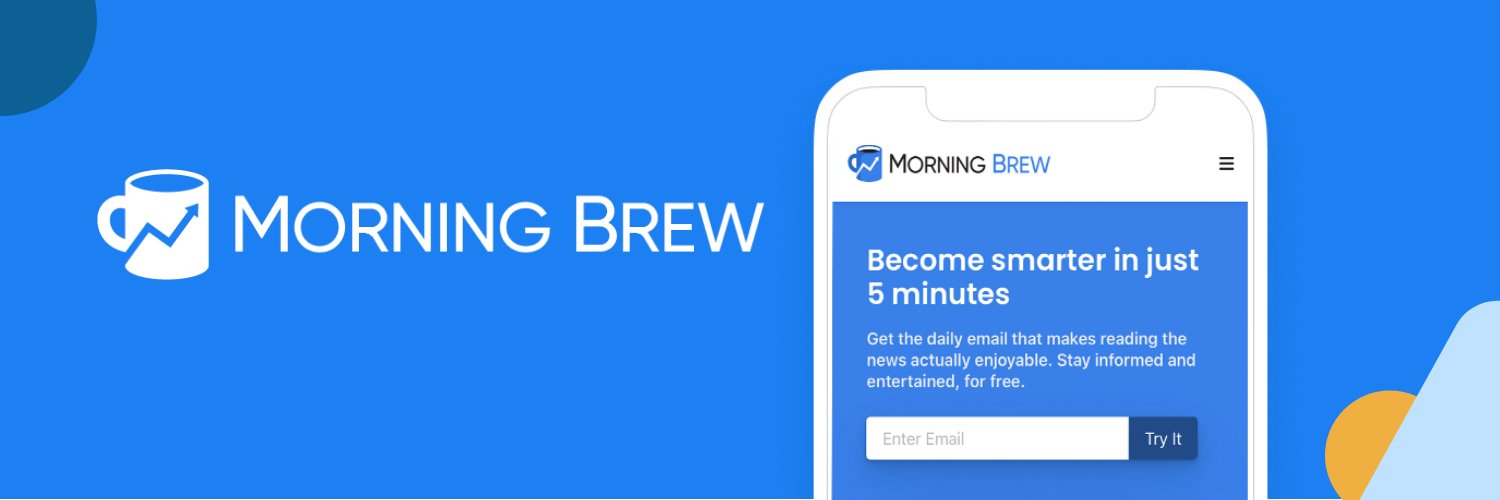 MORNING BREW
MORNING BREW
Become smarter in just
5 minutes
Get the daily email that makes reading the
news actually enjoyable. Stay informed and
entertained, for free.
Enter Email
Try It